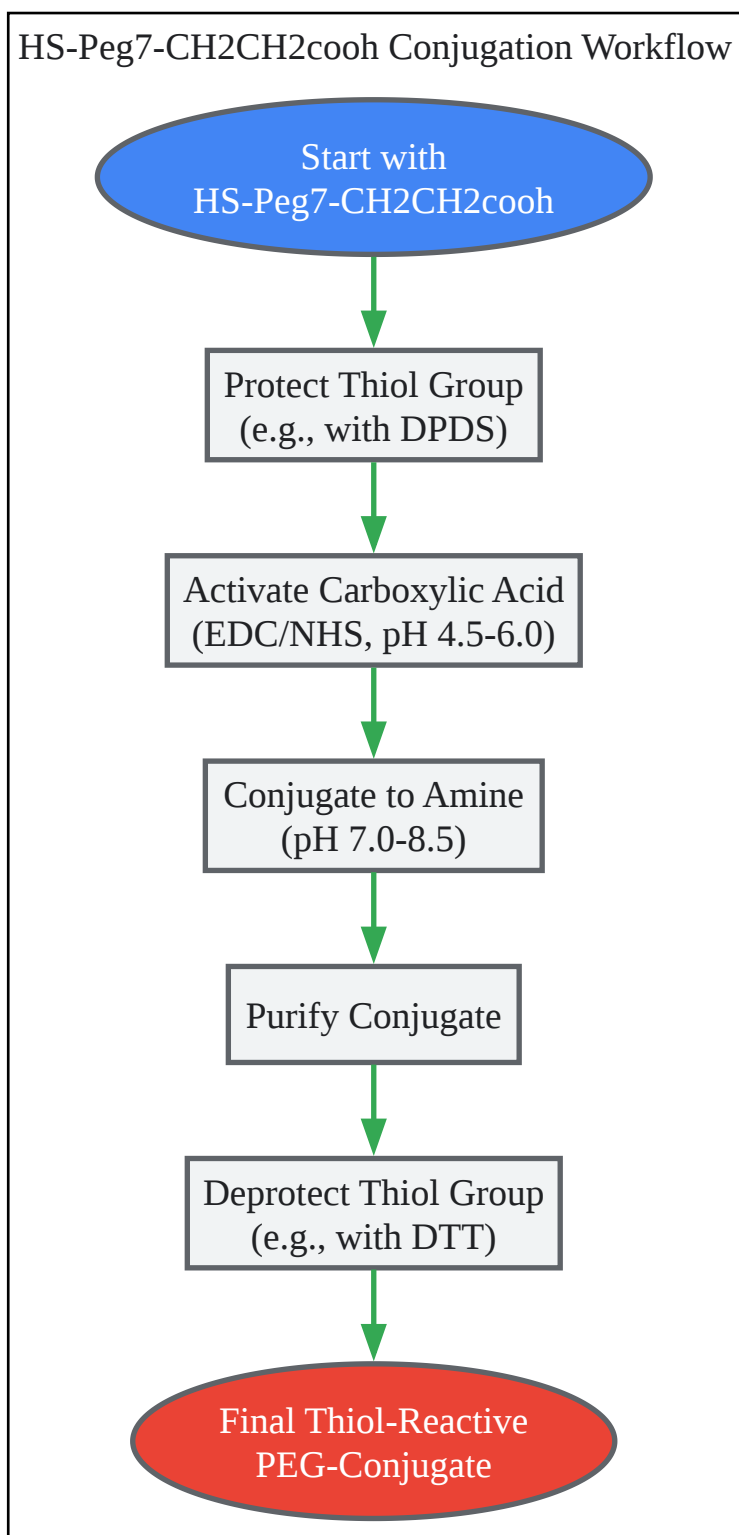 HS-Peg7-CH2CH2cooh Conjugation Workflow
Start with
HS-Peg7-CH2CH2cooh
Protect Thiol Group
(e.g., with DPDS)
Activate Carboxylic Acid
(EDC/NHS, pH 4.5-6.0)
Conjugate to Amine
(pH 7.0-8.5)
Purify Conjugate
Deprotect Thiol Group
(e.g., with DTT)
Final Thiol-Reactive
PEG-Conjugate